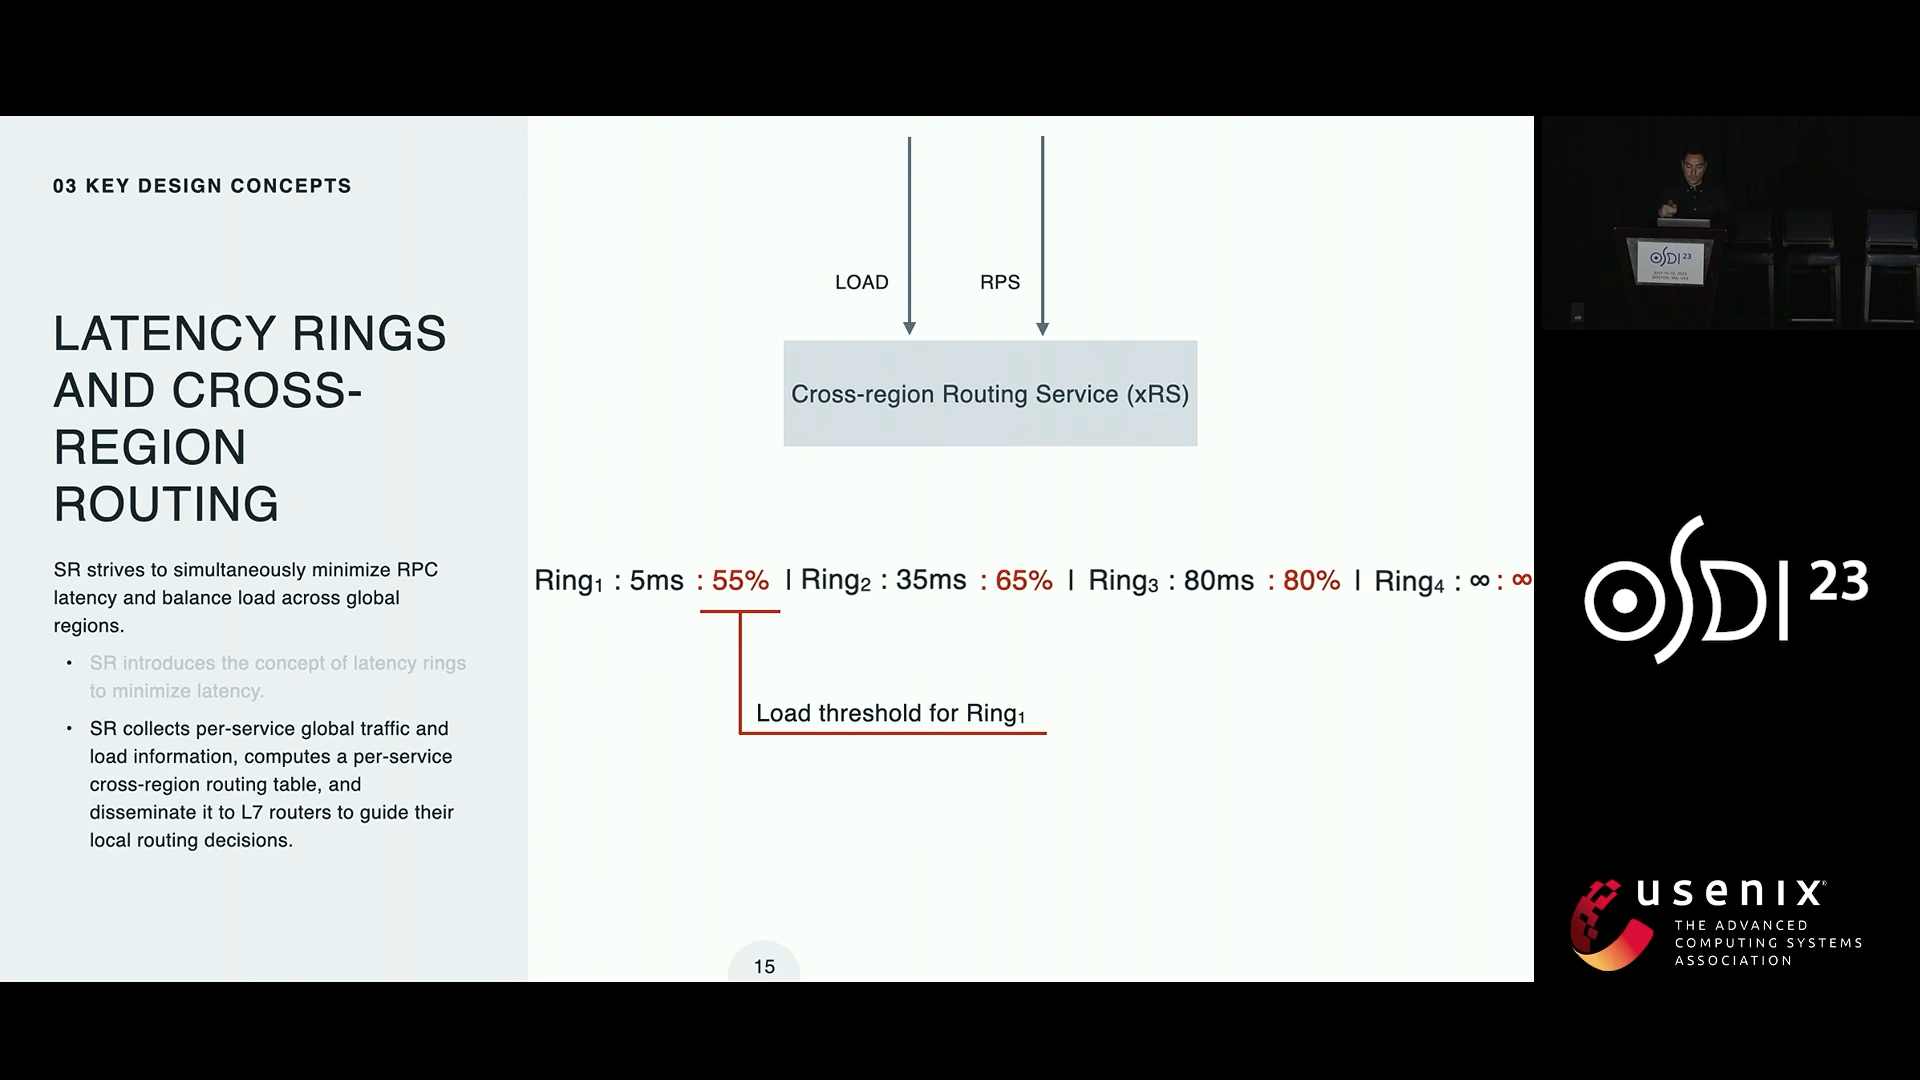 03 KEY DESIGN CONCEPTS
LATENCY RINGS
AND CROSS-
REGION
ROUTING
SR strives to simultaneously minimize RPC
latency and balance load across global
regions.
• SR introduces the concept of latency rings
to minimize latency.
• SR collects per-service global traffic and
load information, computes a per-service
cross-region routing table, and
disseminate it to L7 routers to guide their
local routing decisions.
LOAD
RPS
Cross-region Routing Service (xRS)
Ring₁ : 5ms : 55% | Ring₂ : 35ms : 65% | Ring₃ : 80ms : 80% | Ring₄ : ∞ : ∞
Load threshold for Ring₁
15
OSDI 23
OSDI 23
usenix
THE ADVANCED
COMPUTING SYSTEMS
ASSOCIATION